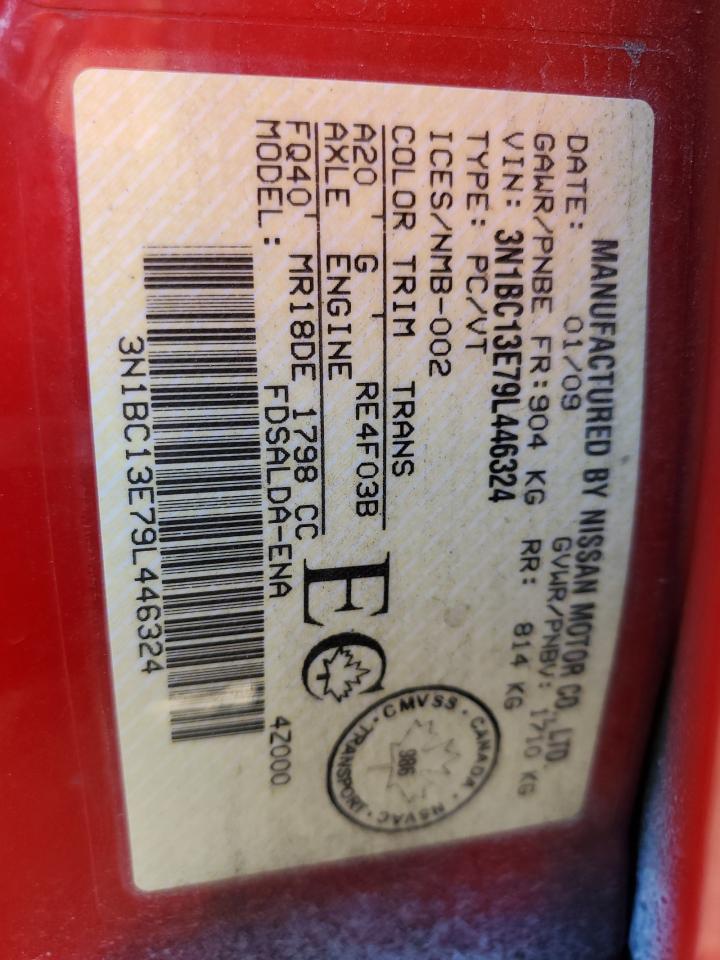 MANUFACTURED BY NISSAN MOTOR CO., LTD.
DATE: 01/09 GVWR/PNBV: 1710 KG
GAWR/PNBE FR: 904 KG RR: 814 KG
VIN: 3N1BC13E79L446324
TYPE: PC/VT
ICES/NMB-002
COLOR TRIM TRANS
A20 ' G ' RE4F03B
AXLE ENGINE
FQ40' MR18DE 1798 CC
MODEL: FDSALDA-ENA
4Z000
3N1BC13E79L446324
EC
CMVSS · CANADA · NSVAC · TRANSPORT ·
986